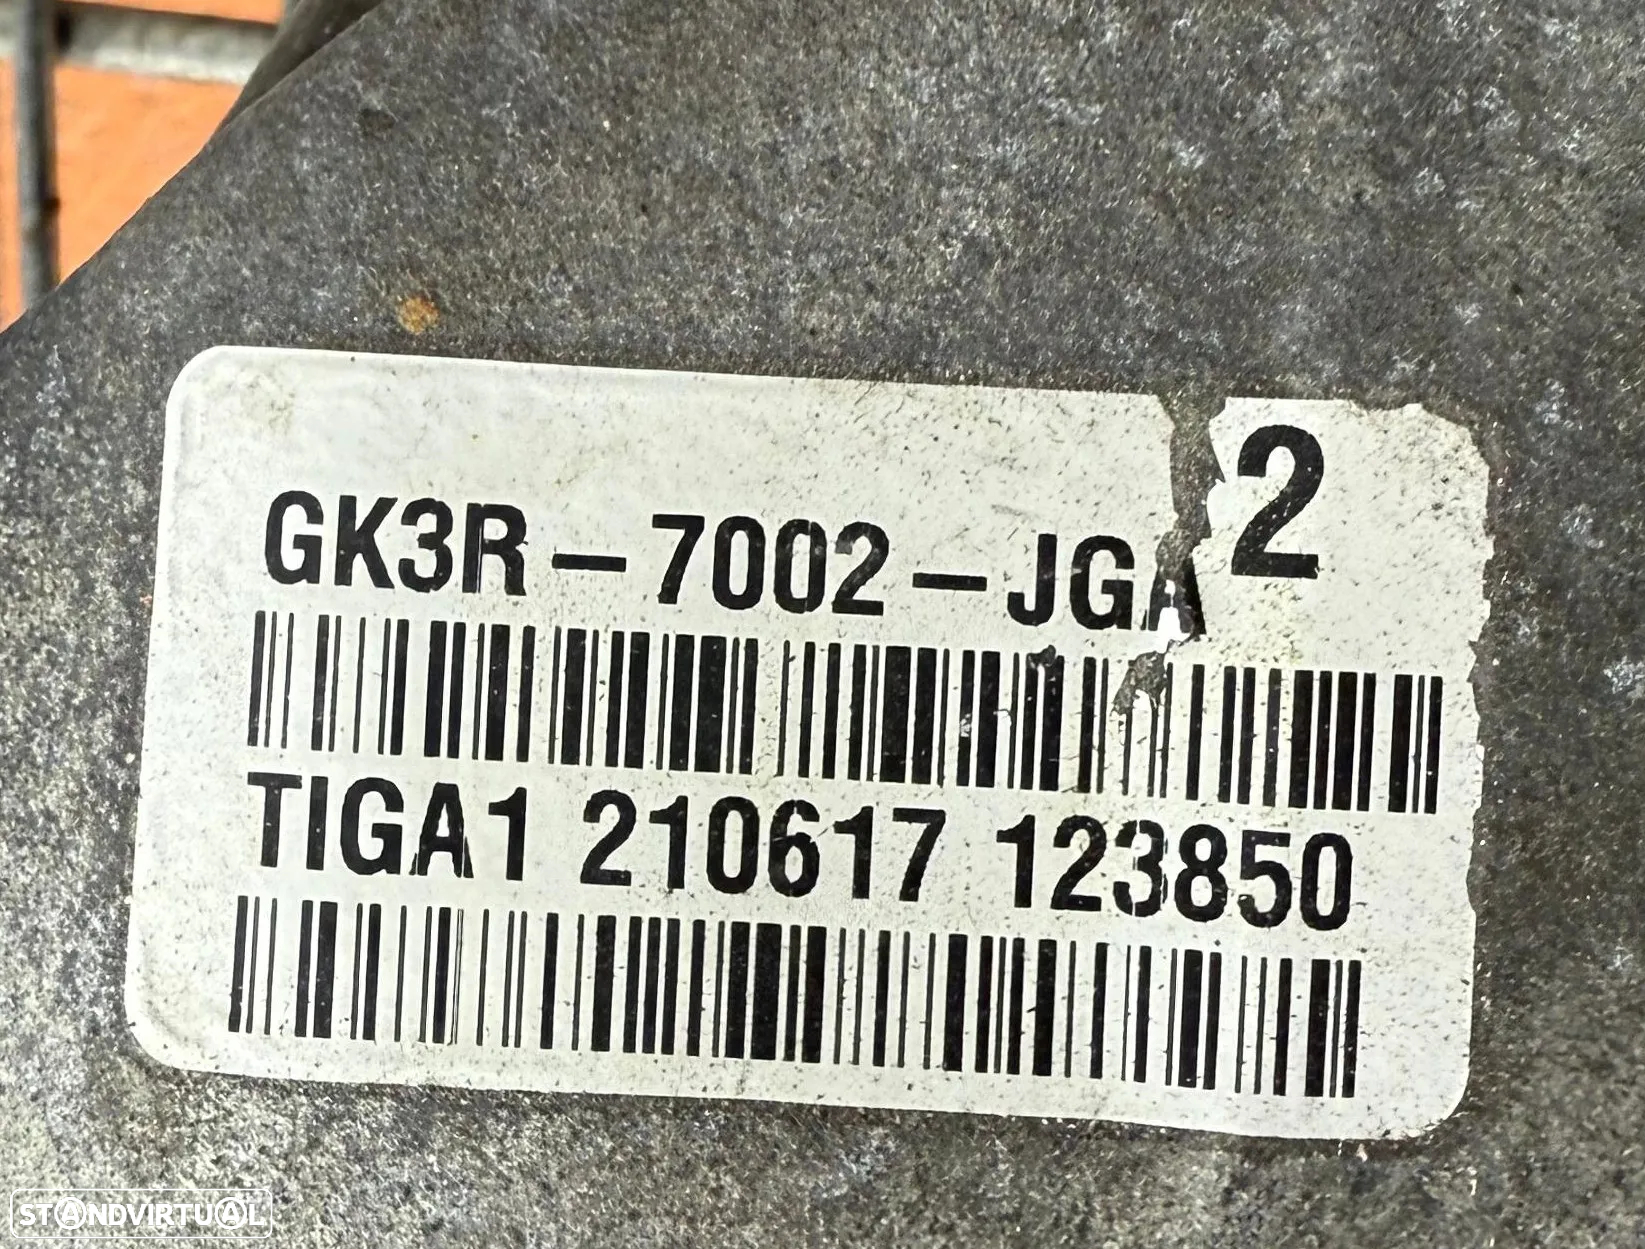 2
GK3R-7002-JGA
TIGA1 210617 123850
STANDVIRTUAL